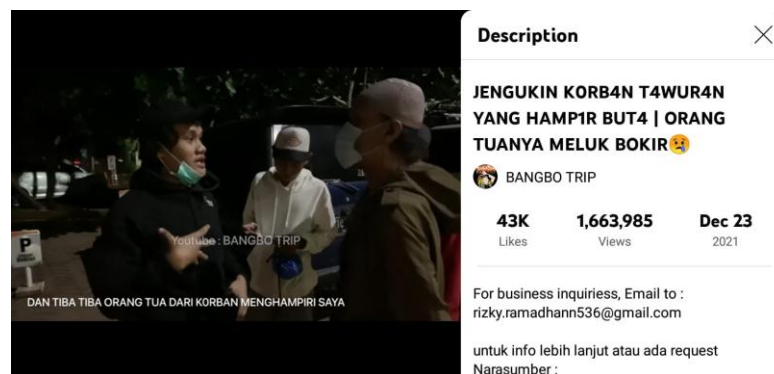 Description
JENGUKIN K0RB4N T4WUR4N
YANG HAMP1R BUT4 | ORANG
TUANYA MELUK BOKIR😢
BANGBO TRIP
43K
Likes
1,663,985
Views
Dec 23
2021
For business inquiriess, Email to :
rizky.ramadhann536@gmail.com
untuk info lebih lanjut atau ada request
Narasumber :
P
Youtube : BANGBO TRIP
DAN TIBA TIBA ORANG TUA DARI K0RBAN MENGHAMPIRI SAYA